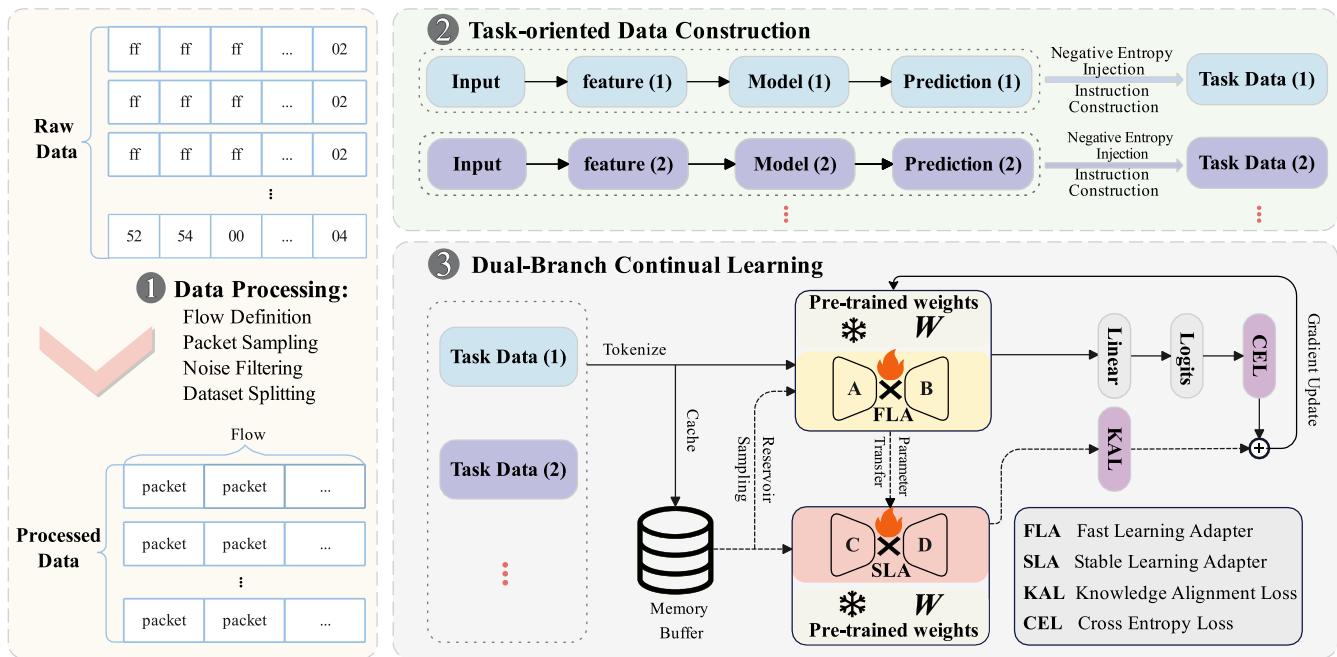 Raw
Data
ff ff ff ... 02
ff ff ff ... 02
ff ff ff ... 02
...
52 54 00 ... 04
1 Data Processing:
Flow Definition
Packet Sampling
Noise Filtering
Dataset Splitting
Flow
Processed
Data
packet packet ...
packet packet ...
...
packet packet ...
2 Task-oriented Data Construction
Input feature (1) Model (1) Prediction (1)
Negative Entropy
Injection
Instruction
Construction
Task Data (1)
Input feature (2) Model (2) Prediction (2)
Negative Entropy
Injection
Instruction
Construction
Task Data (2)
... ...
3 Dual-Branch Continual Learning
Task Data (1)
Task Data (2)
...
Tokenize
Cache
Reservoir
Sampling
Memory
Buffer
Pre-trained weights
W
A B
FLA
Parameter
Transfer
C D
SLA
W
Pre-trained weights
Linear
Logits
CEL
KAL
+
Gradient Update
FLA Fast Learning Adapter
SLA Stable Learning Adapter
KAL Knowledge Alignment Loss
CEL Cross Entropy Loss